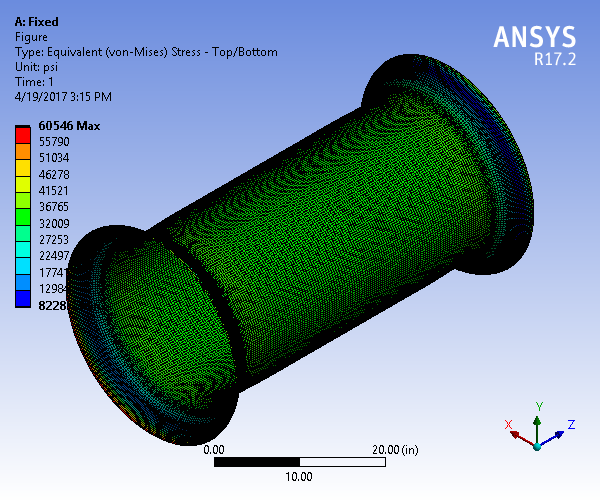 A: Fixed
Figure
Type: Equivalent (von-Mises) Stress - Top/Bottom
Unit: psi
Time: 1
4/19/2017 3:15 PM
ANSYS
R17.2
60546 Max
55790
51034
46278
41521
36765
32009
27253
22497
17741
12984
8228
X
Y
Z
0.00
20.00 (in)
10.00